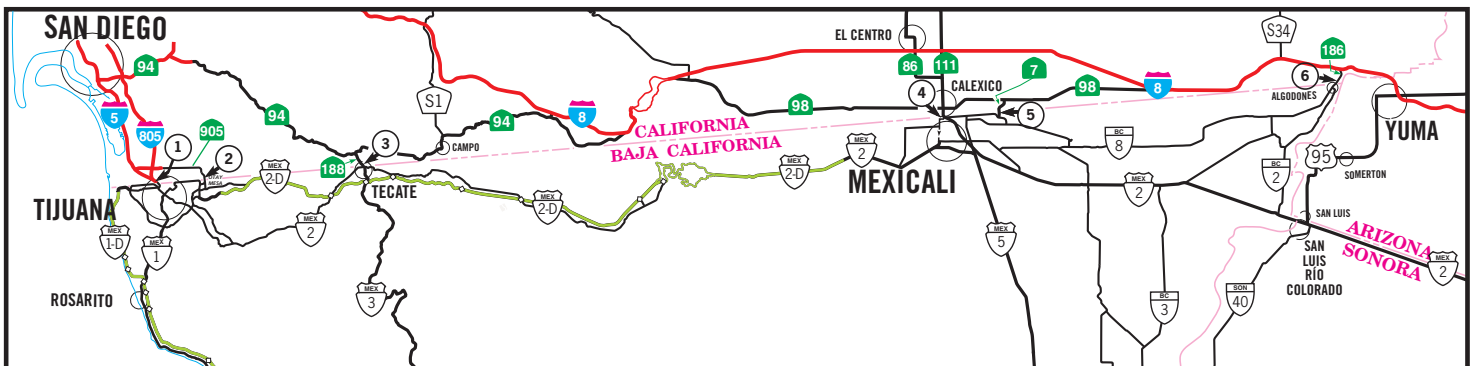 SAN DIEGO
94
5
805
1
905
2
OTAY
MESA
TIJUANA
MEX
1-D
MEX
1
ROSARITO
MEX
2-D
94
MEX
2
188
3
TECATE
MEX
3
S1
94
CAMPO
8
CALIFORNIA
BAJA CALIFORNIA
MEX
2-D
MEX
2-D
MEX
2
98
EL CENTRO
86
111
CALEXICO
4
MEXICALI
7
5
98
8
MEX
5
BC
8
MEX
2
BC
3
S34
186
6
ALGODONES
YUMA
95
SOMERTON
BC
2
SAN LUIS
SAN
LUIS
RÍO
COLORADO
SON
40
ARIZONA
SONORA
MEX
2